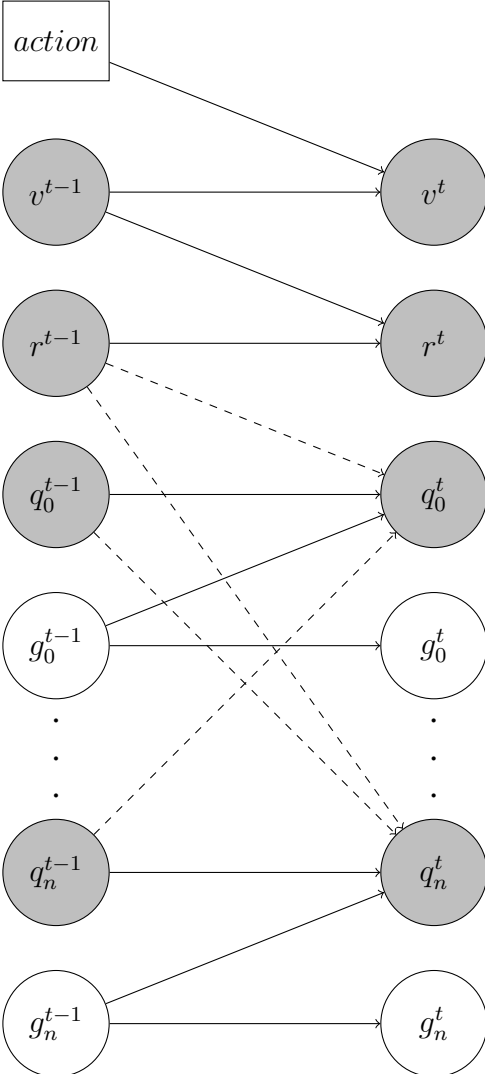 action
v^{t-1} v^t
r^{t-1} r^t
q_0^{t-1} q_0^t
g_0^{t-1} g_0^t
q_n^{t-1} q_n^t
g_n^{t-1} g_n^t